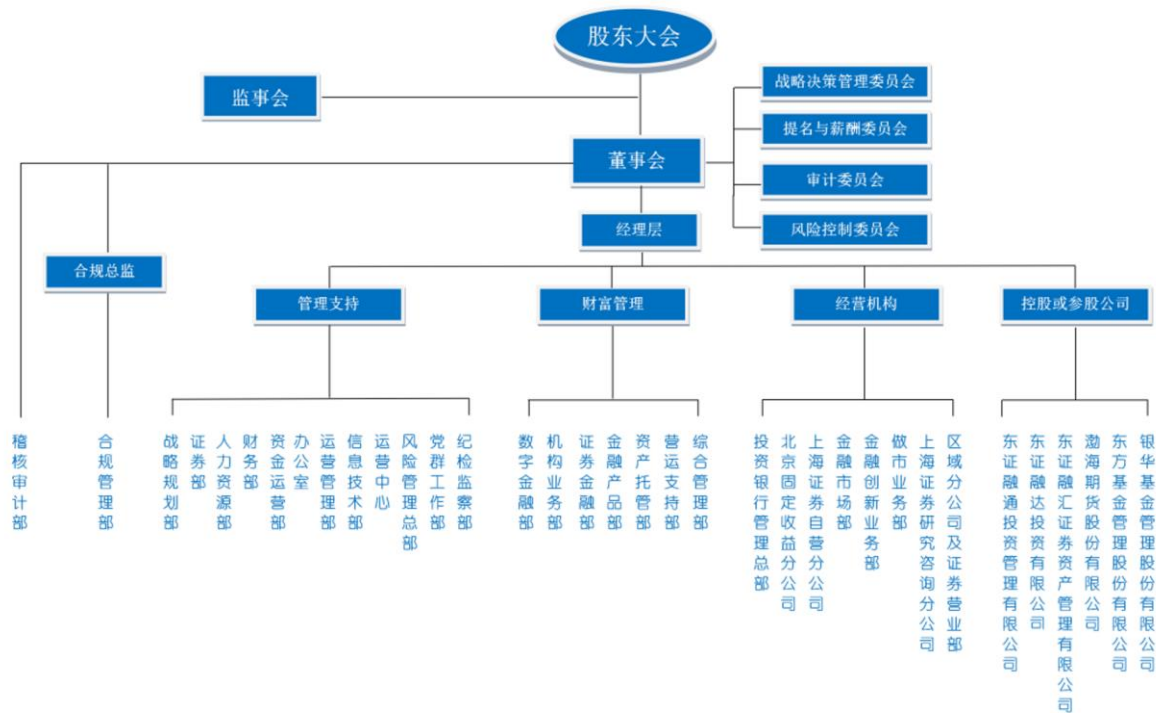 股东大会
监事会
战略决策管理委员会
提名与薪酬委员会
董事会
审计委员会
经理层
风险控制委员会
合规总监
管理支持
财富管理
经营机构
控股或参股公司
稽核审计部
合规管理部
战略规划部
证券部
人力资源部
财务部
资金运营部
办公室
运营管理部
信息技术部
运营中心
风险管理总部
党群工作部
纪检监察部
数字金融部
机构业务部
证券金融部
金融产品部
资产托管部
营运支持部
综合管理部
投资银行管理总部
北京固定收益分公司
上海证券自营分公司
金融市场部
金融创新业务部
做市业务部
上海证券研究咨询分公司
区域分公司及证券营业部
东证融通投资管理有限公司
东证融达投资有限公司
东证融汇证券资产管理有限公司
渤海期货股份有限公司
东方基金管理股份有限公司
银华基金管理股份有限公司